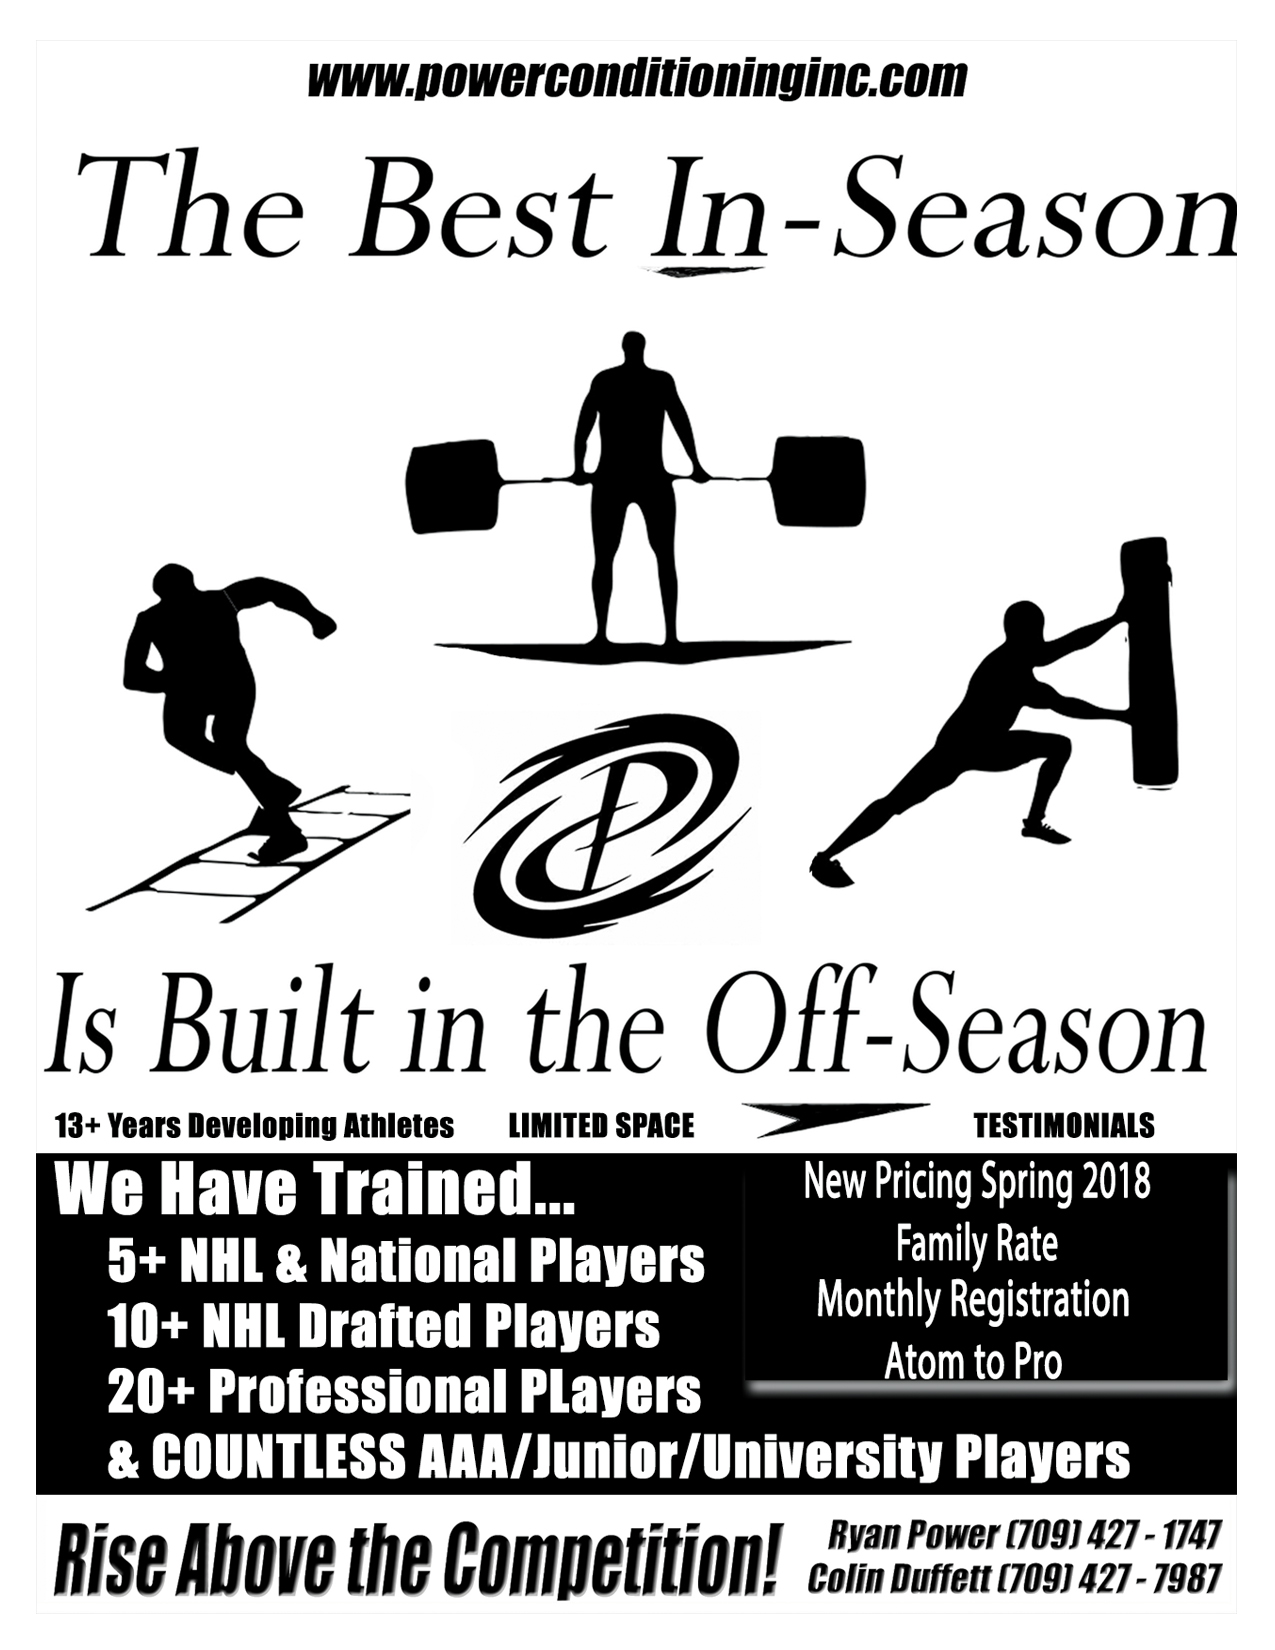 www.powerconditioninginc.com
The Best In-Season
Is Built in the Off-Season
13+ Years Developing Athletes LIMITED SPACE TESTIMONIALS
We Have Trained...
5+ NHL & National Players
10+ NHL Drafted Players
20+ Professional PLayers
& COUNTLESS AAA/Junior/University Players
New Pricing Spring 2018
Family Rate
Monthly Registration
Atom to Pro
Rise Above the Competition!
Ryan Power (709) 427 - 1747
Colin Duffett (709) 427 - 7987